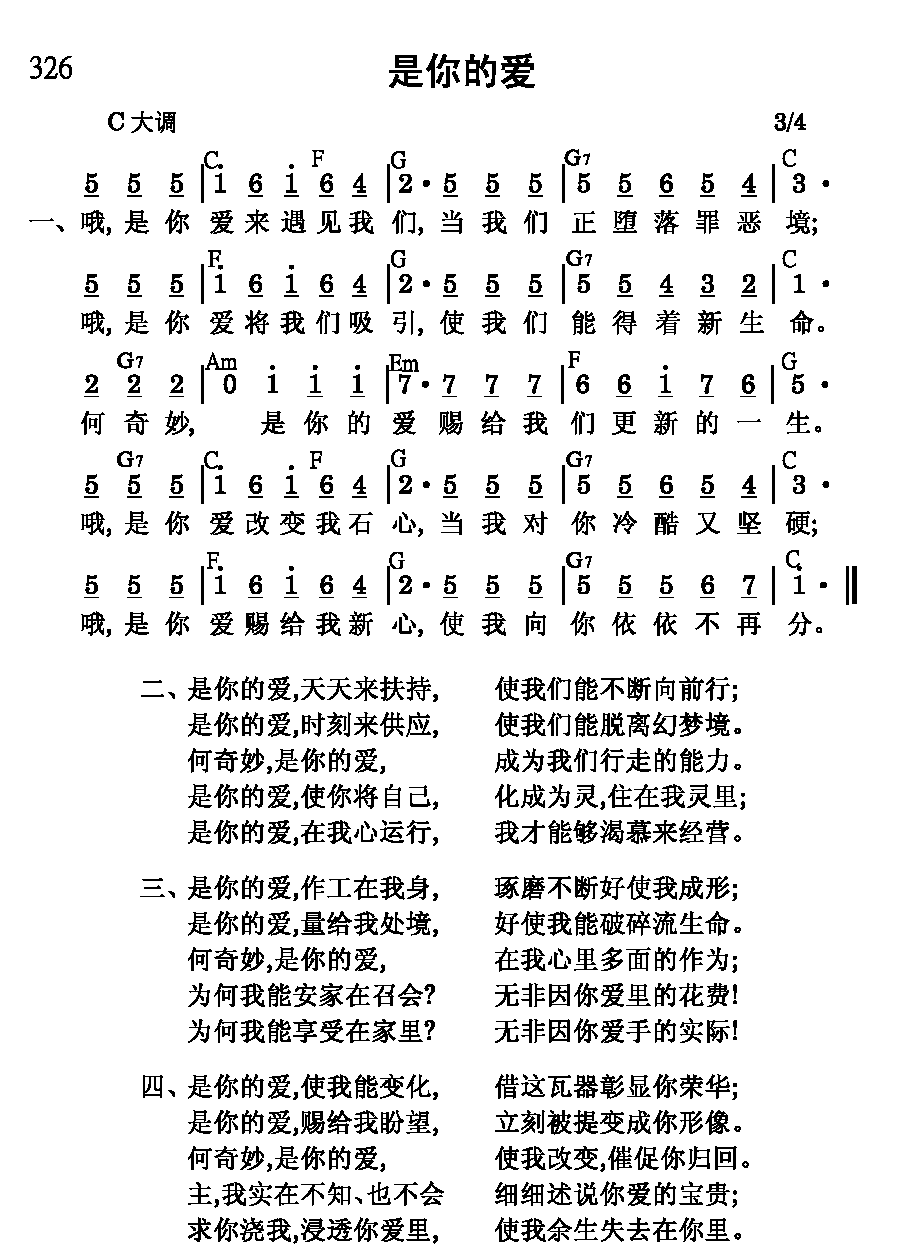 326
是你的爱
C 大调 3/4
C F G G7 C
5 5 5 | 1 6 1 6 4 | 2· 5 5 5 | 5 5 6 5 4 | 3·
一、哦, 是 你 爱 来 遇 见 我 们, 当 我 们 正 堕 落 罪 恶 境;
F G G7 C
5 5 5 | 1 6 1 6 4 | 2· 5 5 5 | 5 5 4 3 2 | 1·
哦, 是 你 爱 将 我 们 吸 引, 使 我 们 能 得 着 新 生 命。
G7 Am Em F G
2 2 2 | 0 1 1 1 | 7· 7 7 7 | 6 6 1 7 6 | 5·
何 奇 妙, 是 你 的 爱 赐 给 我 们 更 新 的 一 生。
G7 C F G G7 C
5 5 5 | 1 6 1 6 4 | 2· 5 5 5 | 5 5 6 5 4 | 3·
哦, 是 你 爱 改 变 我 石 心, 当 我 对 你 冷 酷 又 坚 硬;
F G G7 C
5 5 5 | 1 6 1 6 4 | 2· 5 5 5 | 5 5 5 6 7 | 1· ‖
哦, 是 你 爱 赐 给 我 新 心, 使 我 向 你 依 依 不 再 分。
二、是你的爱,天天来扶持, 使我们能不断向前行;
是你的爱,时刻来供应, 使我们能脱离幻梦境。
何奇妙,是你的爱, 成为我们行走的能力。
是你的爱,使你将自己, 化成为灵,住在我灵里;
是你的爱,在我心运行, 我才能够渴慕来经营。
三、是你的爱,作工在我身, 琢磨不断好使我成形;
是你的爱,量给我处境, 好使我能破碎流生命。
何奇妙,是你的爱, 在我心里多面的作为;
为何我能安家在召会? 无非因你爱里的花费!
为何我能享受在家里? 无非因你爱手的实际!
四、是你的爱,使我能变化, 借这瓦器彰显你荣华;
是你的爱,赐给我盼望, 立刻被提变成你形像。
何奇妙,是你的爱, 使我改变,催促你归回。
主,我实在不知、也不会 细细述说你爱的宝贵;
求你浇我,浸透你爱里, 使我余生失去在你里。